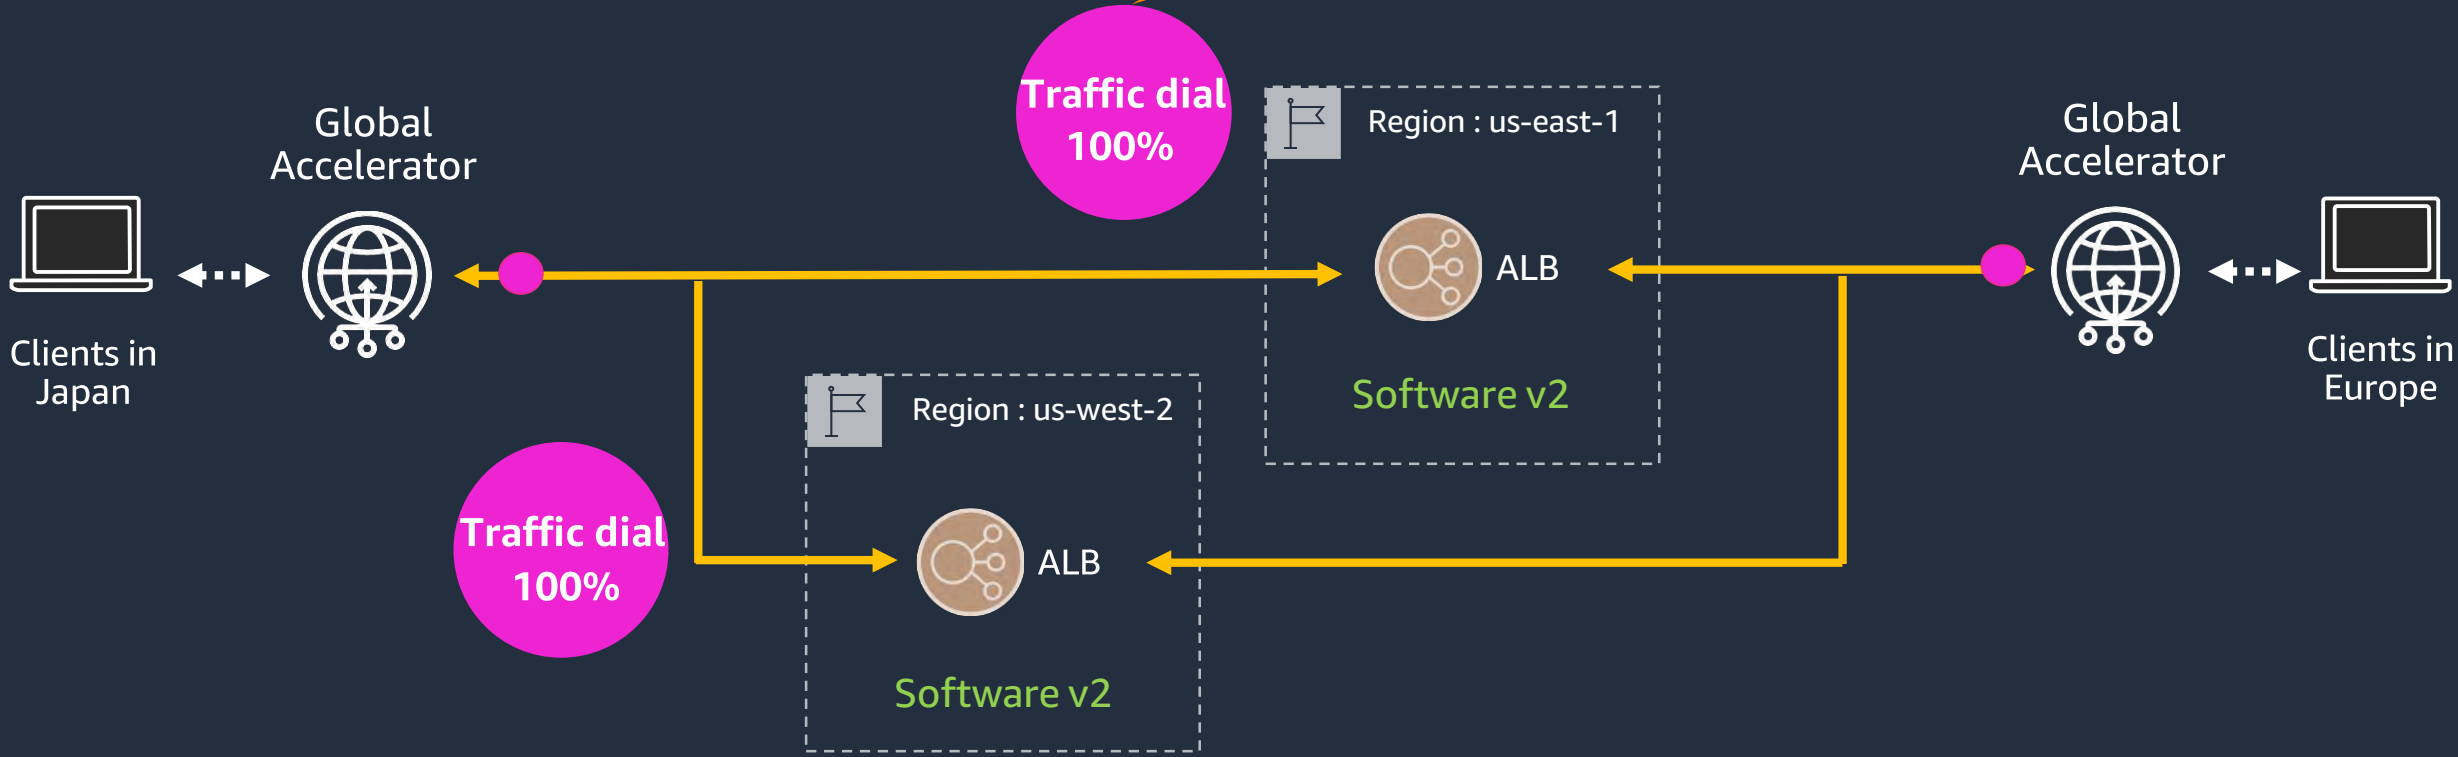 Traffic dial
100%
Region : us-east-1
Global
Accelerator
Global
Accelerator
ALB
Clients in
Japan
Clients in
Europe
Software v2
Region : us-west-2
Traffic dial
100%
ALB
Software v2